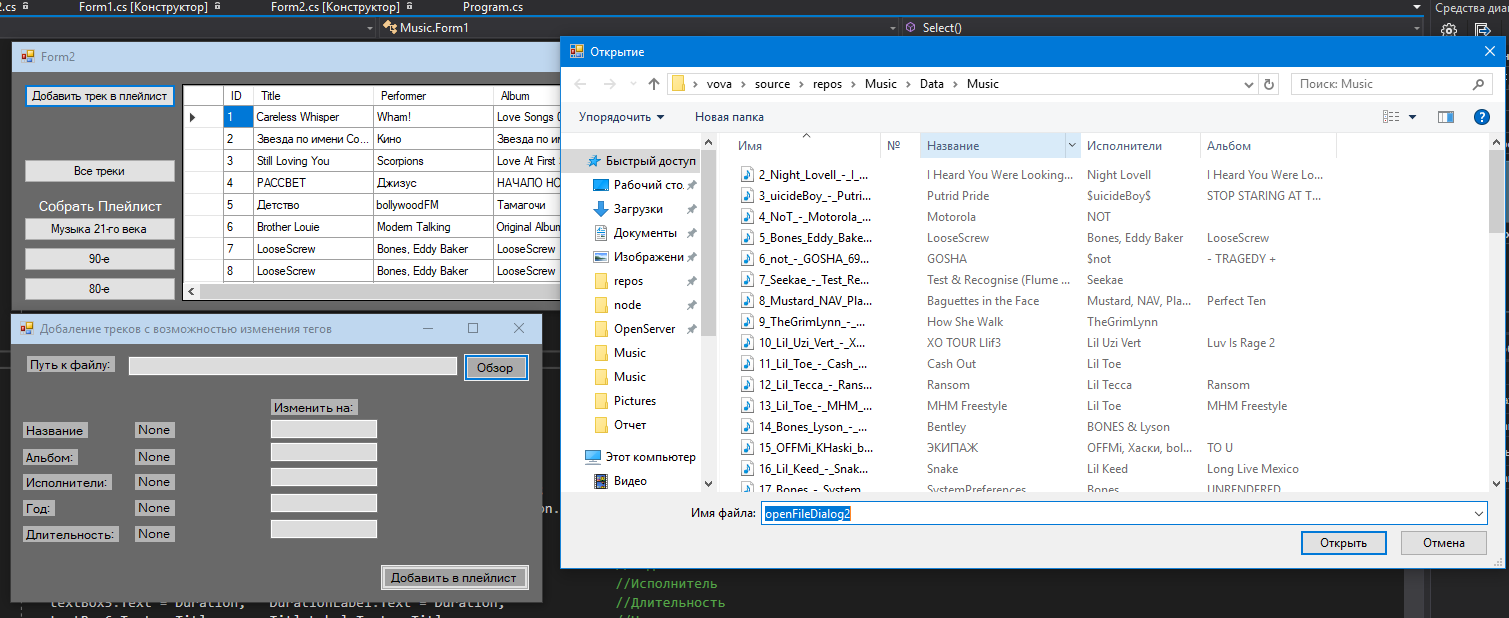 2.cs Form1.cs [Конструктор] Form2.cs [Конструктор] Program.cs
Средства диаг
Music.Form1 Select()
Form2
Добавить трек в плейлист
Все треки
Собрать Плейлист
Музыка 21-го века
90-е
80-е
ID Title Performer Album
1 Careless Whisper Wham! Love Songs
2 Звезда по имени Со... Кино Звезда по и
3 Still Loving You Scorpions Love At First
4 РАССВЕТ Джизус НАЧАЛО НО
5 Детство bollywoodFM Тамагочи
6 Brother Louie Modern Talking Original Album
7 LooseScrew Bones, Eddy Baker LooseScrew
8 LooseScrew Bones, Eddy Baker LooseScrew
Добаление треков с возможностью изменения тегов
Путь к файлу: Обзор
Изменить на:
Название None
Альбом: None
Исполнители: None
Год: None
Длительность: None
Добавить в плейлист
Открытие
vova › source › repos › Music › Data › Music
Поиск: Music
Упорядочить Новая папка
Быстрый доступ
Рабочий сто.
Загрузки
Документы
Изображени
repos
node
OpenServer
Music
Music
Pictures
Отчет
Этот компьютер
Видео
Имя № Название Исполнители Альбом
2_Night_Lovell_-_I_... I Heard You Were Looking... Night Lovell I Heard You Were Lo...
3_uicideBoy_-_Putri... Putrid Pride $uicideBoy$ STOP STARING AT T...
4_NoT_-_Motorola_... Motorola NOT
5_Bones_Eddy_Bake... LooseScrew Bones, Eddy Baker LooseScrew
6_not_-_GOSHA_69... GOSHA $not - TRAGEDY +
7_Seekae_-_Test_Re... Test & Recognise (Flume ... Seekae
8_Mustard_NAV_Pla... Baguettes in the Face Mustard, NAV, Pla... Perfect Ten
9_TheGrimLynn_-_... How She Walk TheGrimLynn
10_Lil_Uzi_Vert_-_X... XO TOUR Llif3 Lil Uzi Vert Luv Is Rage 2
11_Lil_Toe_-_Cash_... Cash Out Lil Toe
12_Lil_Tecca_-_Rans... Ransom Lil Tecca Ransom
13_Lil_Toe_-_MHM_... MHM Freestyle Lil Toe MHM Freestyle
14_Bones_Lyson_-_... Bentley BONES & Lyson
15_OFFMi_KHaski_b... ЭКИПАЖ OFFMi, Хаски, bol... TO U
16_Lil_Keed_-_Snak... Snake Lil Keed Long Live Mexico
17_Bones_-_System... SystemPreferences Bones UNRENDERED
Имя файла: openFileDialog2
Открыть Отмена
on.
//Исполнитель
textBox5.Text = Duration; DurationLabel.Text = Duration; //Длительность